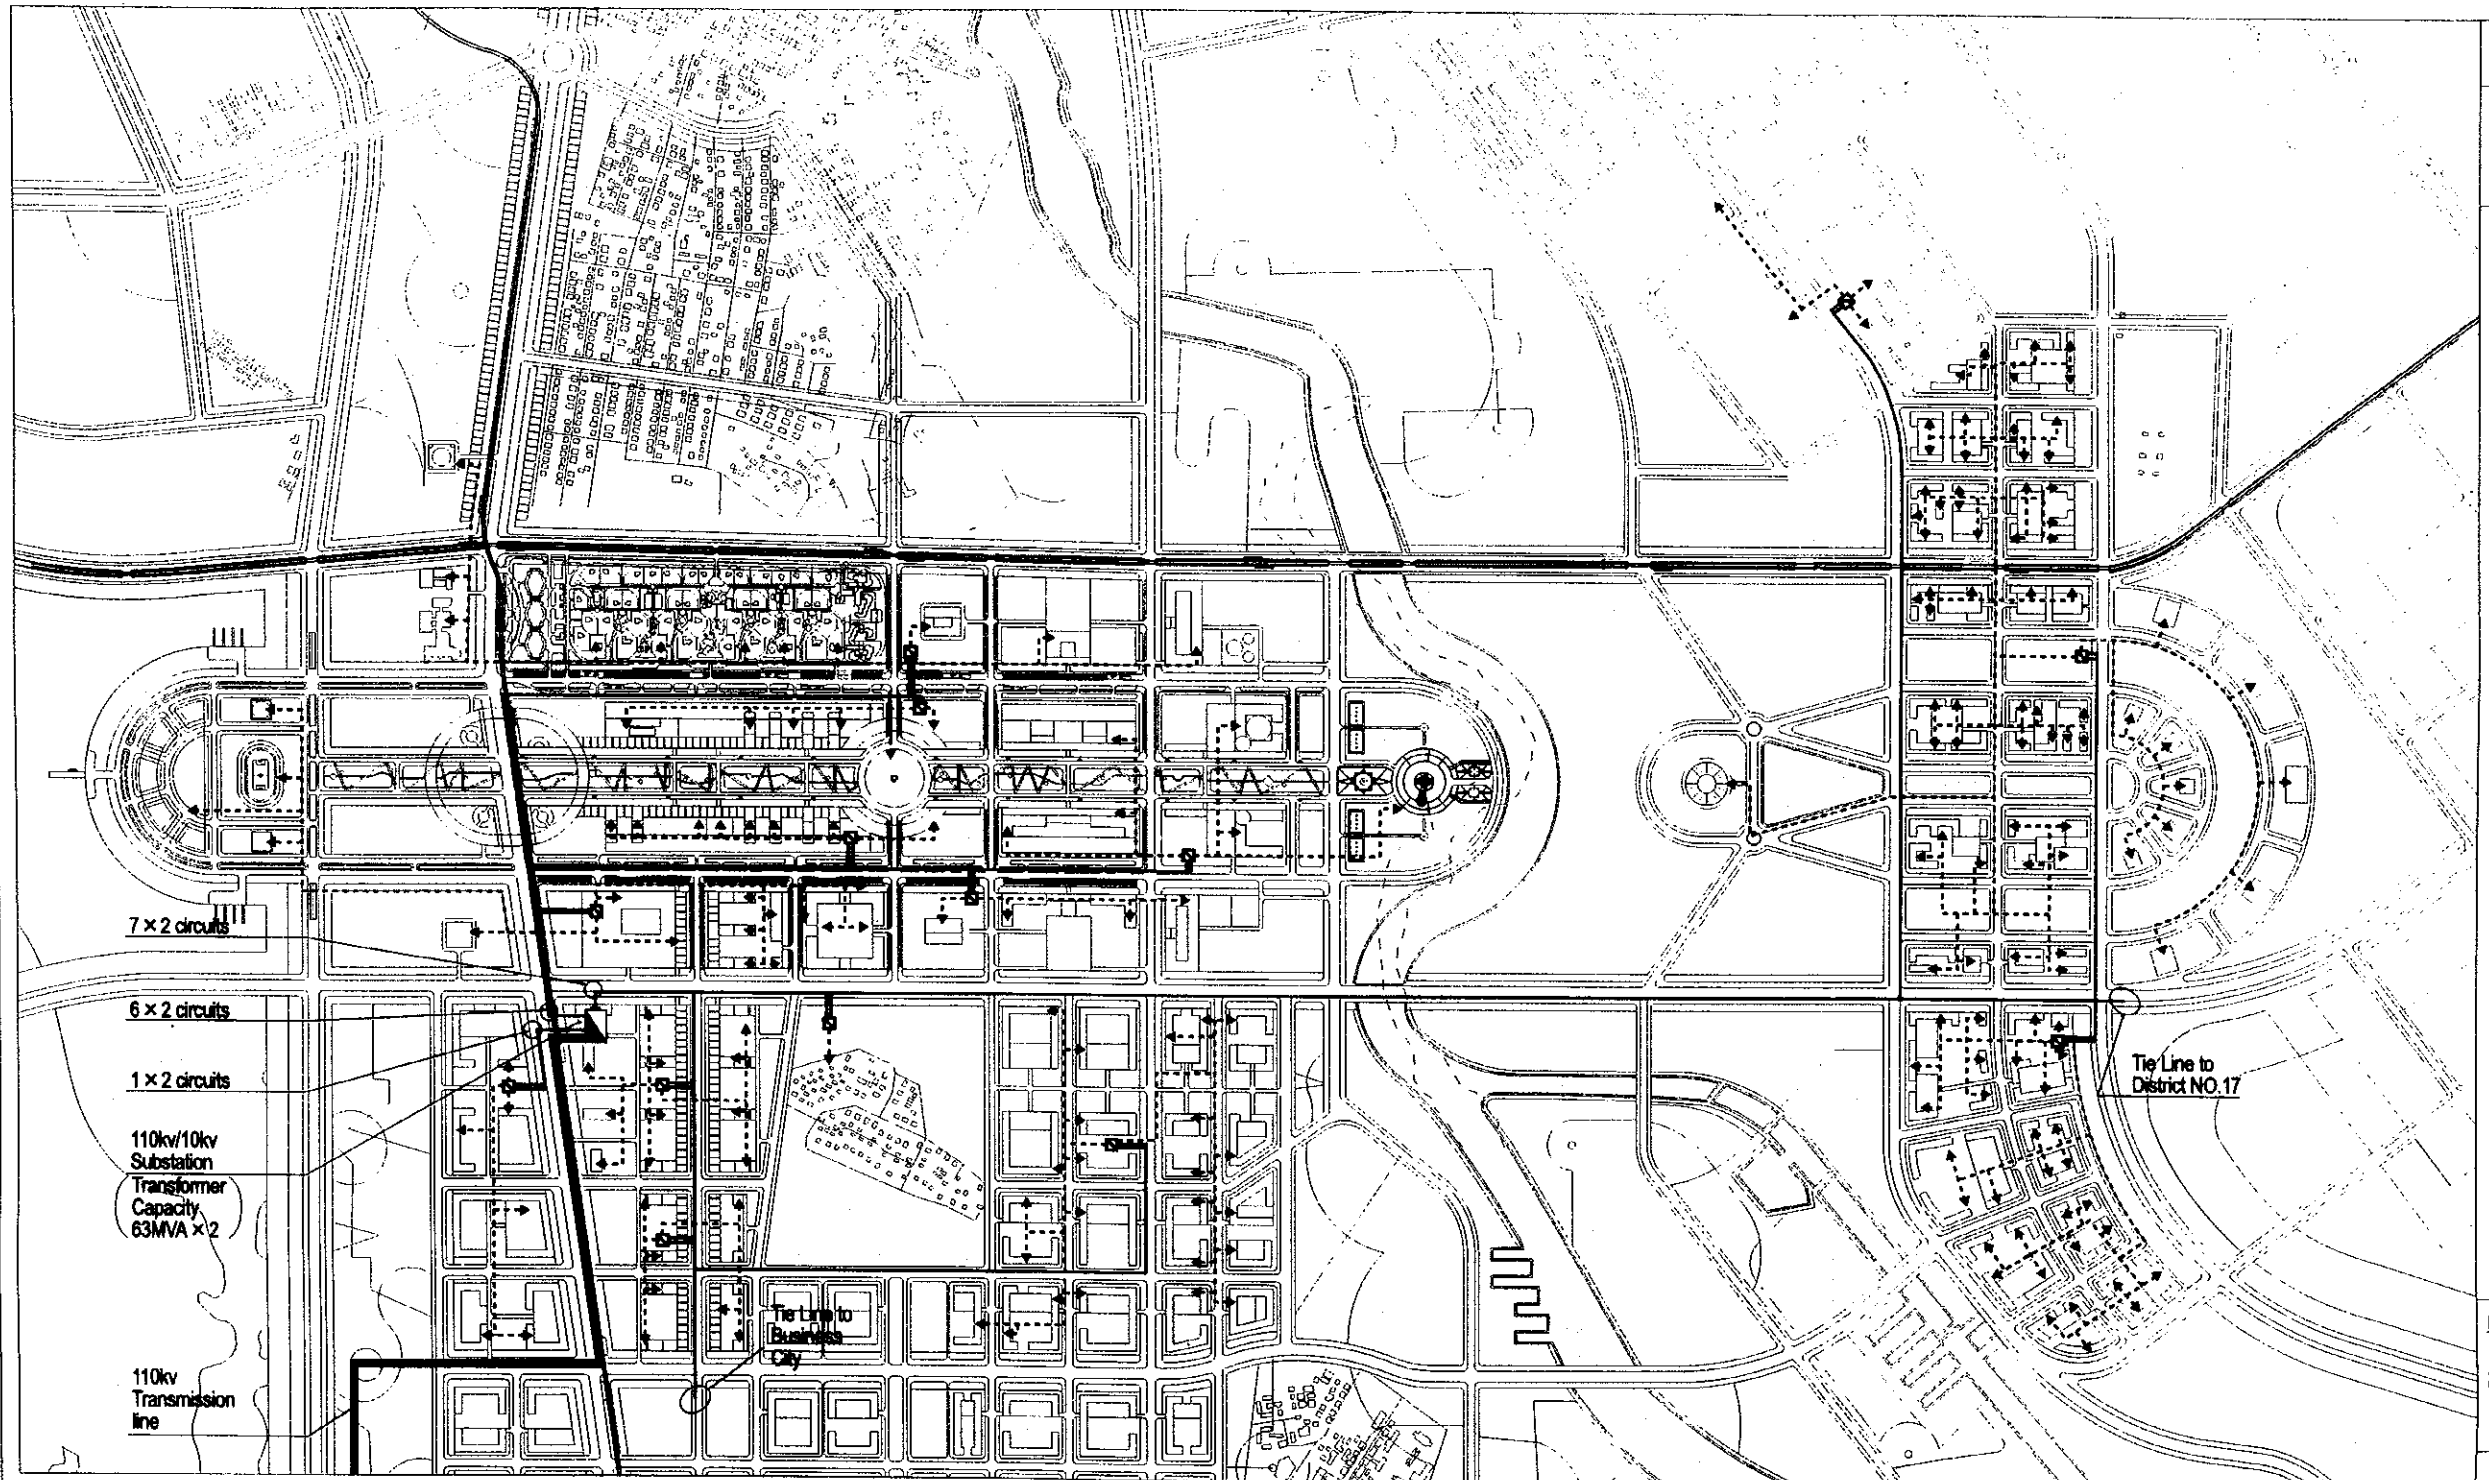 7 × 2 circuits
6 × 2 circuits
1 × 2 circuits
110kv/10kv
Substation
Transformer
Capacity
63MVA × 2
110kv
Transmission
line
Tie Line to
Business
City
Tie Line to
District NO.17